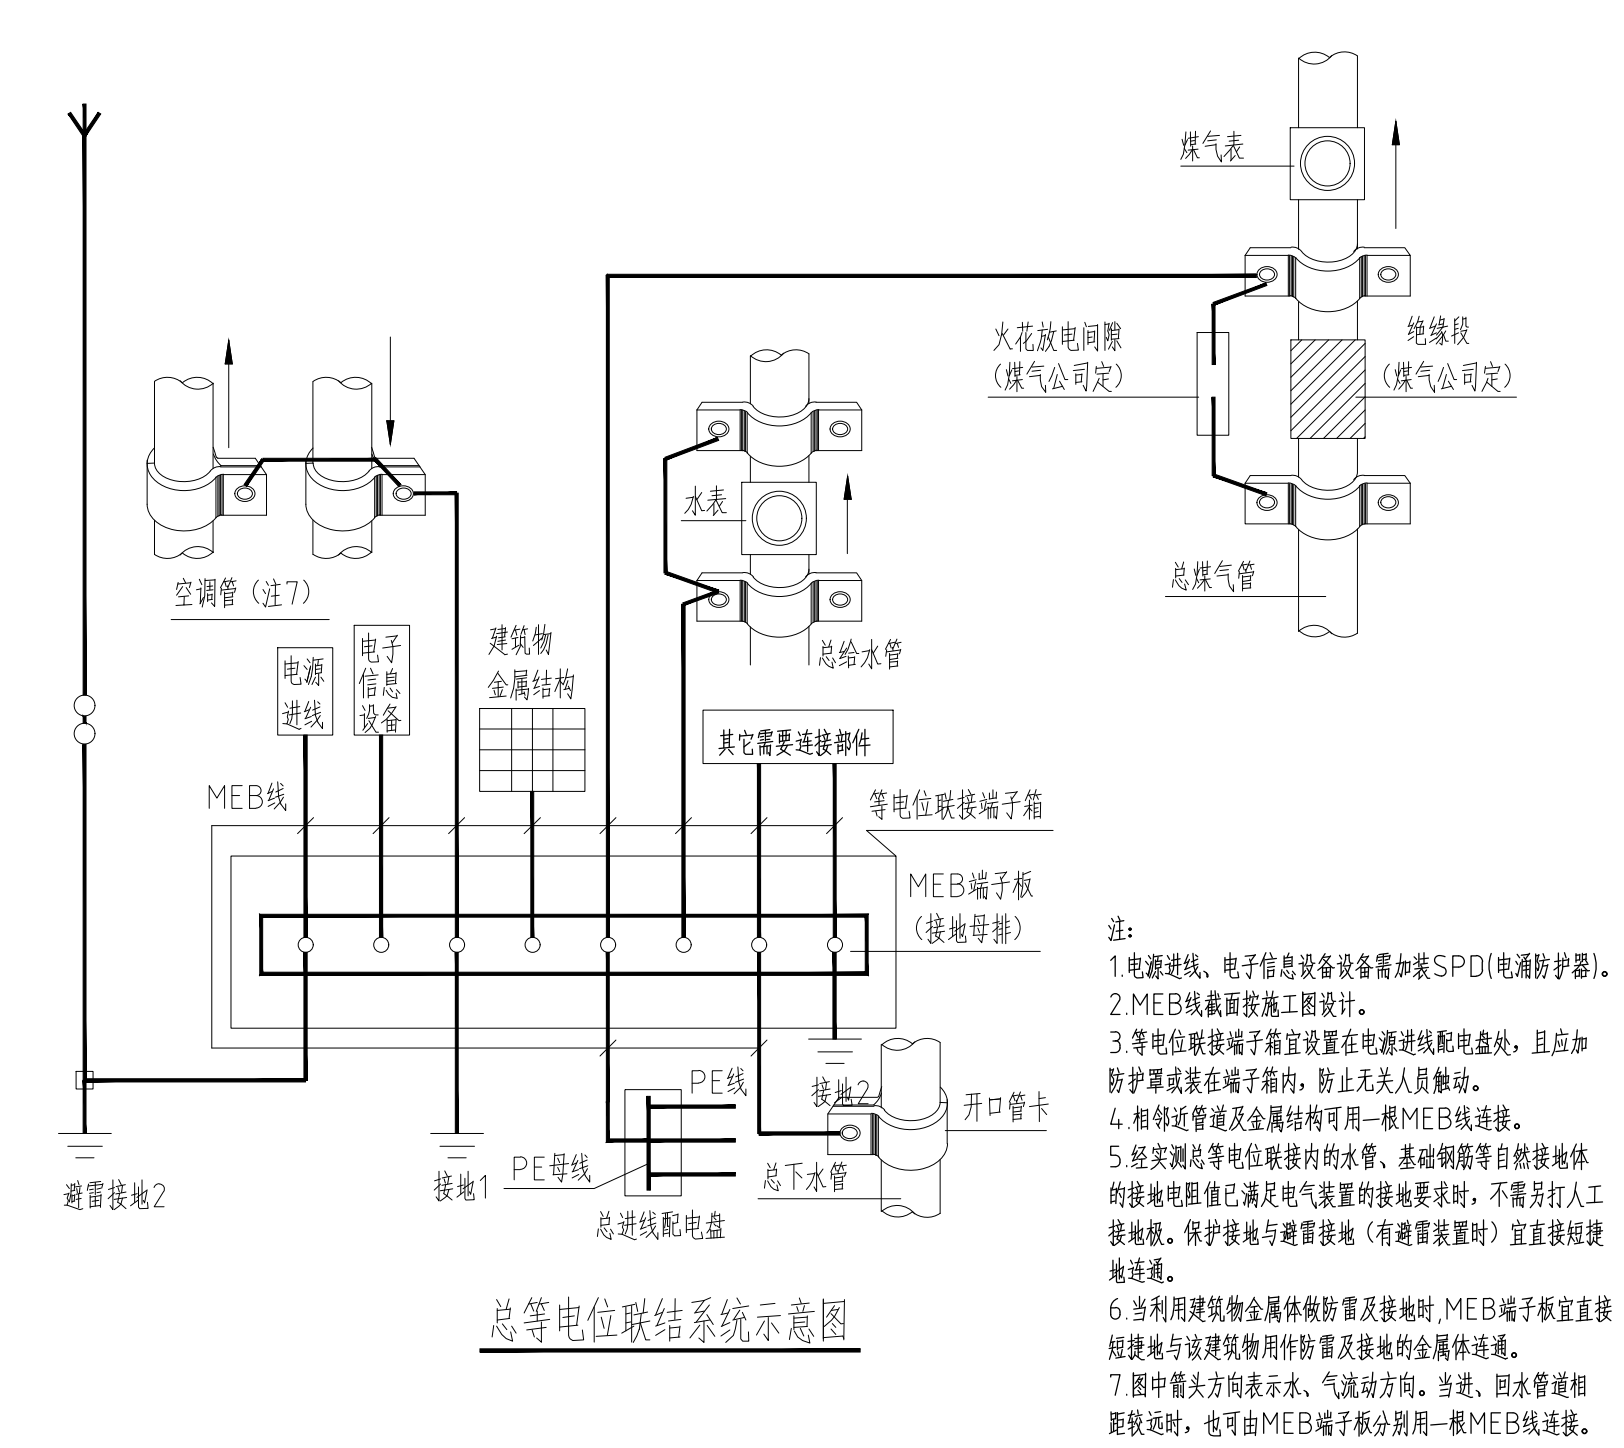 煤气表
火花放电间隙
(煤气公司定)
绝缘段
(煤气公司定)
水表
空调管（注7）
总煤气管
总给水管
电源
进线
电子
信息
设备
建筑物
金属结构
其它需要连接部件
MEB线
等电位联接端子箱
MEB端子板
（接地母排）
PE线
接地2
开口管卡
避雷接地2
接地1
PE母线
总下水管
总进线配电盘
总等电位联结系统示意图
注：
1.电源进线、电子信息设备设备需加装SPD(电涌防护器)。
2.MEB线截面按施工图设计。
3.等电位联接端子箱宜设置在电源进线配电盘处，且应加
防护罩或装在端子箱内，防止无关人员触动。
4.相邻近管道及金属结构可用一根MEB线连接。
5.经实测总等电位联接内的水管、基础钢筋等自然接地体
的接地电阻值已满足电气装置的接地要求时，不需另打人工
接地极。保护接地与避雷接地（有避雷装置时）宜直接短捷
地连通。
6.当利用建筑物金属体做防雷及接地时,MEB端子板宜直接
短捷地与该建筑物用作防雷及接地的金属体连通。
7.图中箭头方向表示水、气流动方向。当进、回水管道相
距较远时，也可由MEB端子板分别用一根MEB线连接。